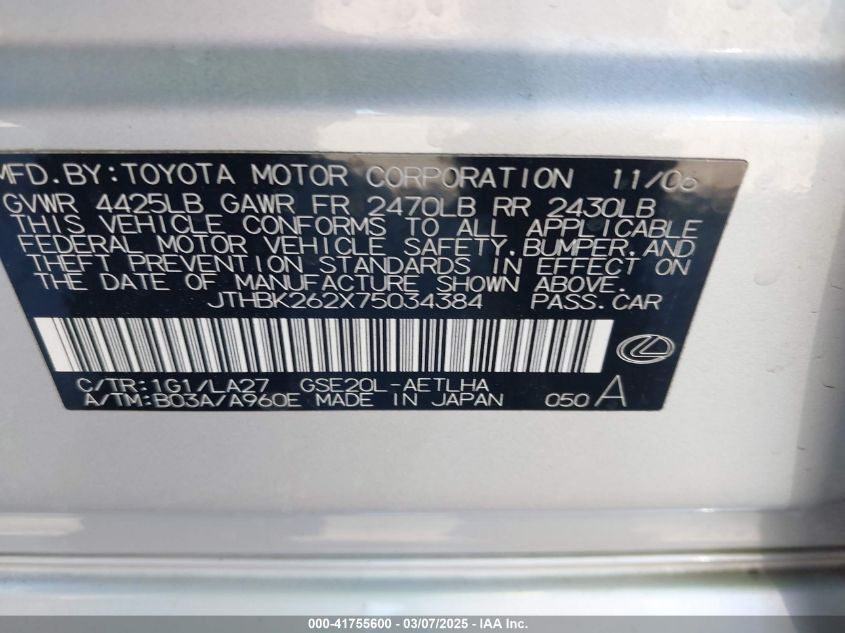 MFD.BY:TOYOTA MOTOR CORPORATION 11/06
GVWR 4425LB GAWR FR 2470LB RR 2430LB
THIS VEHICLE CONFORMS TO ALL APPLICABLE
FEDERAL MOTOR VEHICLE SAFETY,BUMPER,AND
THEFT PREVENTION STANDARDS IN EFFECT ON
THE DATE OF MANUFACTURE SHOWN ABOVE.
JTHBK262X75034384 PASS.CAR
C/TR:1G1/LA27 GSE20L-AETLHA
A/TM:B03A/A960E MADE IN JAPAN 050 A
000-41755600 - 03/07/2025 - IAA Inc.